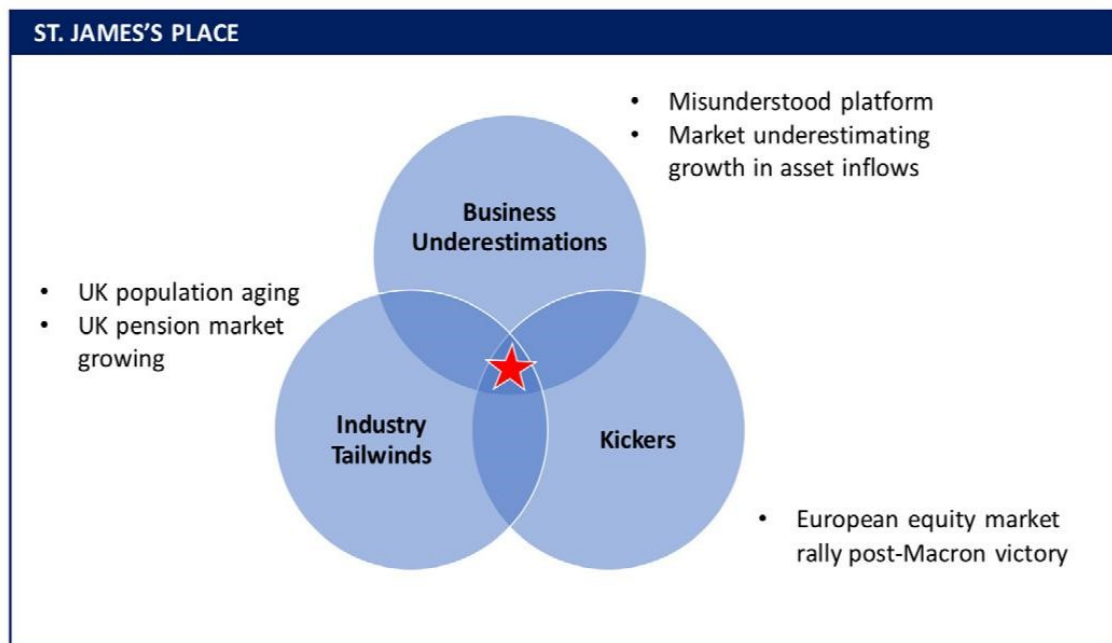 ST. JAMES'S PLACE
• Misunderstood platform
• Market underestimating
growth in asset inflows
Business
Underestimations
• UK population aging
• UK pension market
growing
Industry
Tailwinds
Kickers
• European equity market
rally post-Macron victory